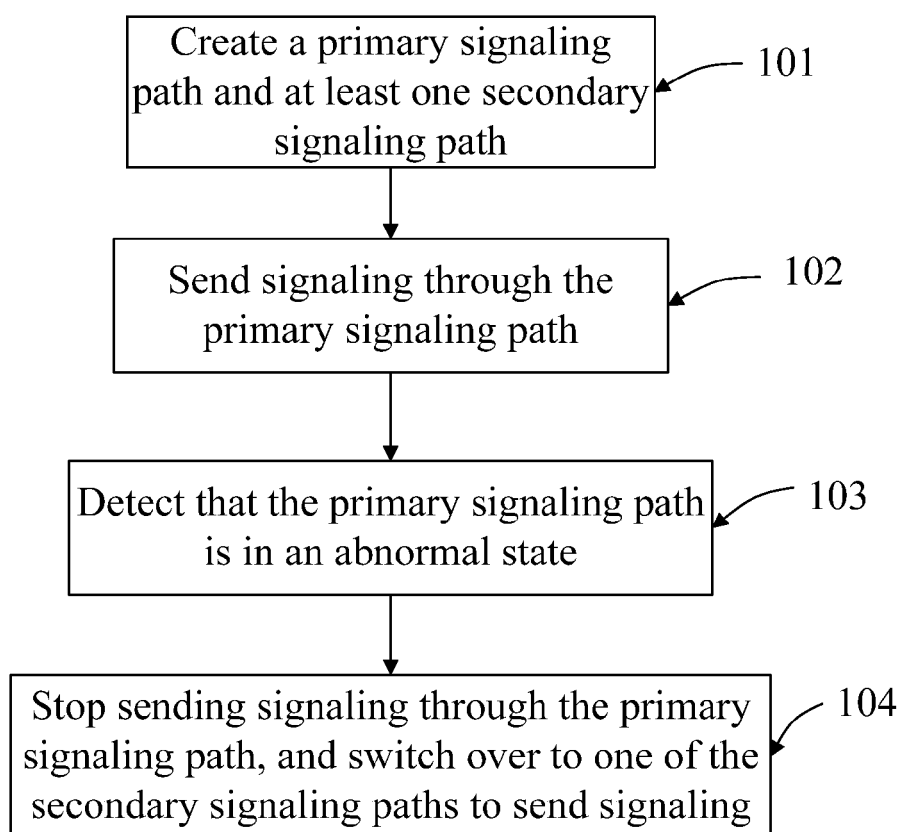 Create a primary signaling
path and at least one secondary
signaling path
101
Send signaling through the
primary signaling path
102
Detect that the primary signaling path
is in an abnormal state
103
Stop sending signaling through the primary
signaling path, and switch over to one of the
secondary signaling paths to send signaling
104